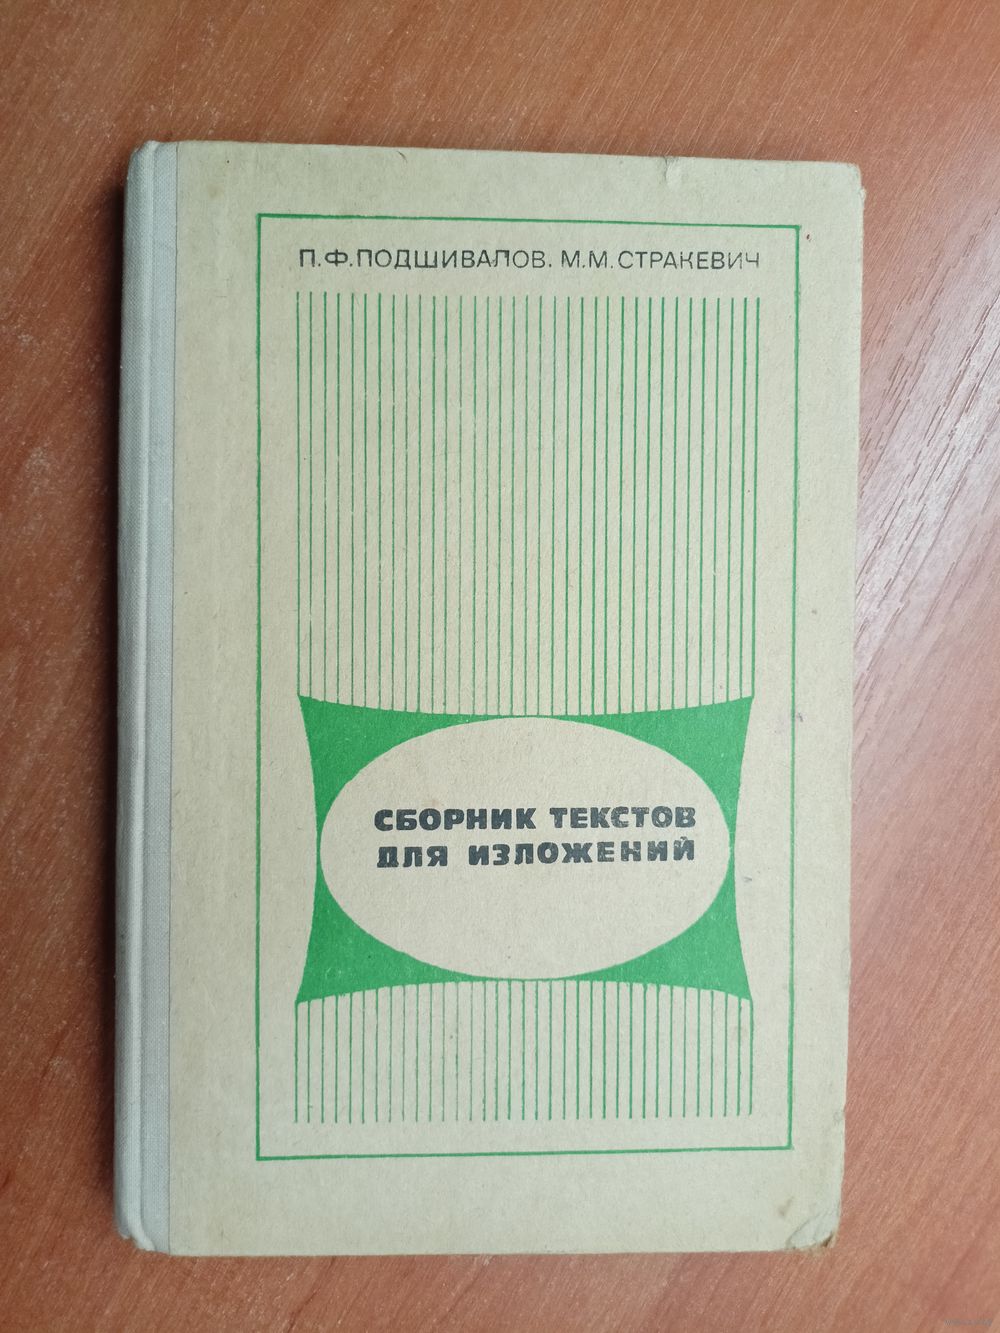 П.Ф.ПОДШИВАЛОВ. М.М.СТРАКЕВИЧ
СБОРНИК ТЕКСТОВ
ДЛЯ ИЗЛОЖЕНИЙ